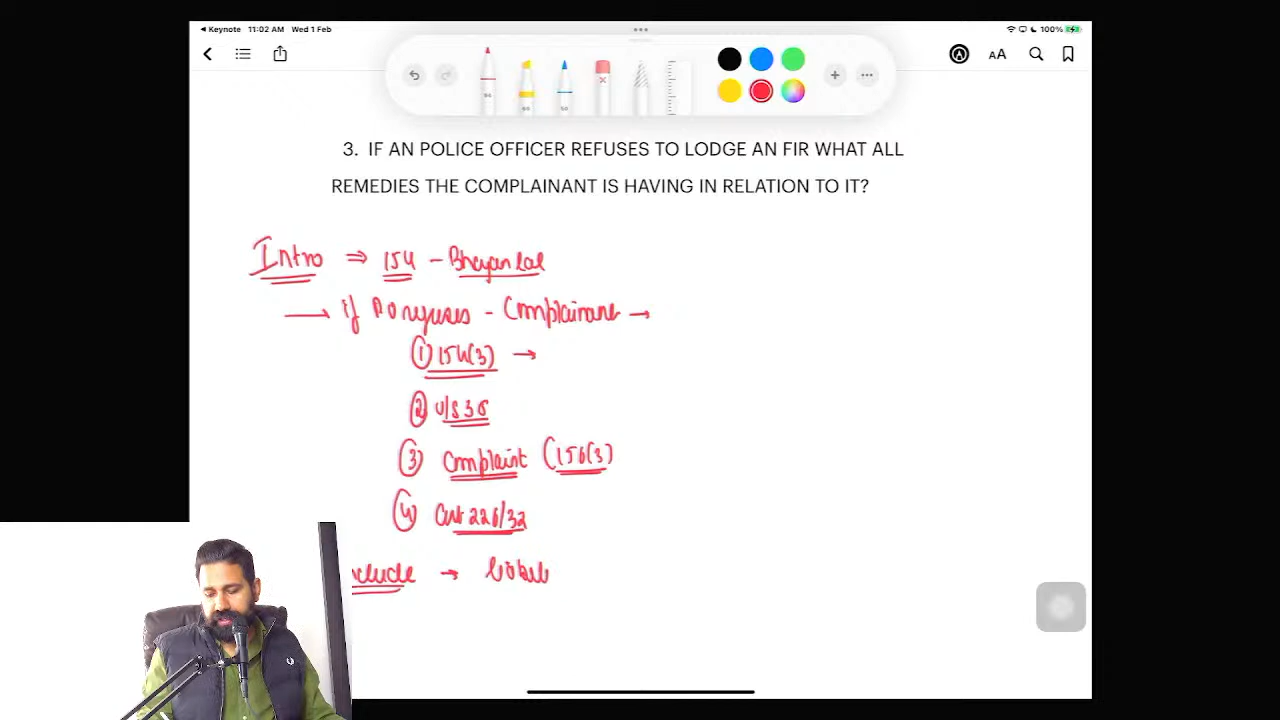 Keynote 11:02 AM Wed 1 Feb 100%
AA
3. IF AN POLICE OFFICER REFUSES TO LODGE AN FIR WHAT ALL
REMEDIES THE COMPLAINANT IS HAVING IN RELATION TO IT?
Intro ⇒ 154 - Bhajan lal
→ if PO refuses - Complainant →
① 154(3) →
② u/s 36
③ Complaint (156(3)
④ Art 226/32
clude →